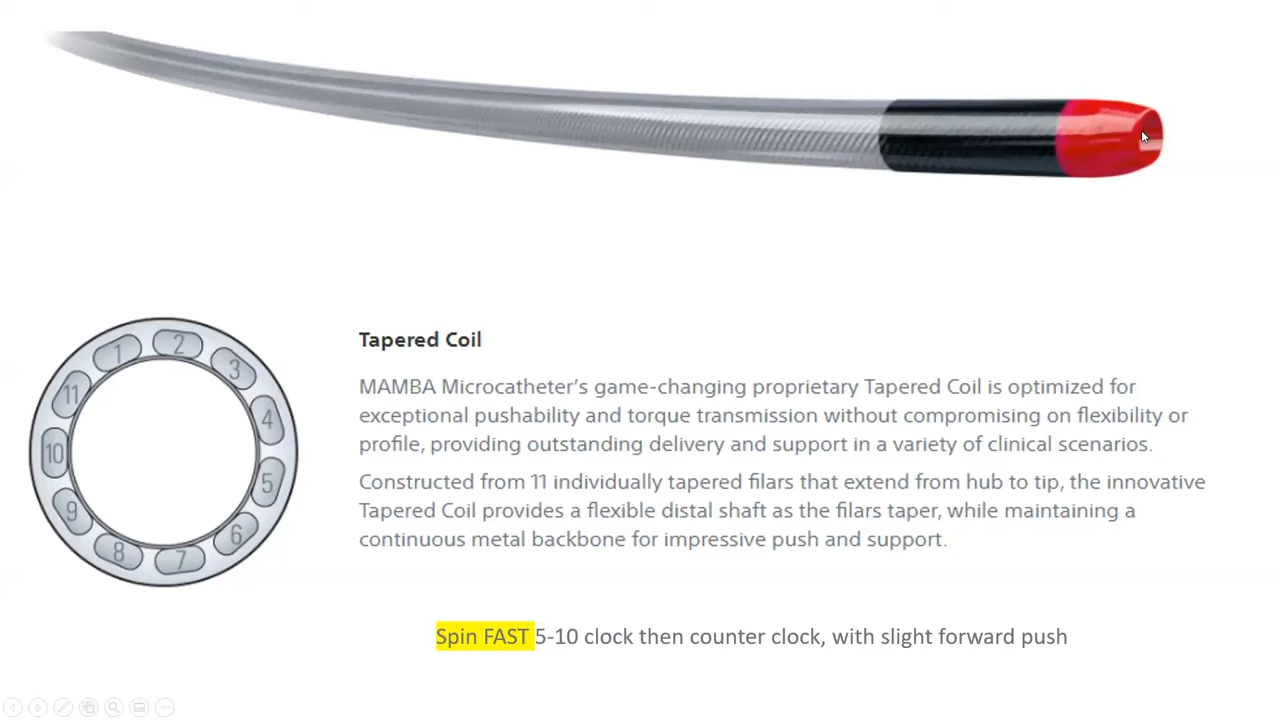 Tapered Coil
MAMBA Microcatheter's game-changing proprietary Tapered Coil is optimized for
exceptional pushability and torque transmission without compromising on flexibility or
profile, providing outstanding delivery and support in a variety of clinical scenarios.
Constructed from 11 individually tapered filars that extend from hub to tip, the innovative
Tapered Coil provides a flexible distal shaft as the filars taper, while maintaining a
continuous metal backbone for impressive push and support.
1
2
3
4
5
6
7
8
9
10
11
Spin FAST 5-10 clock then counter clock, with slight forward push